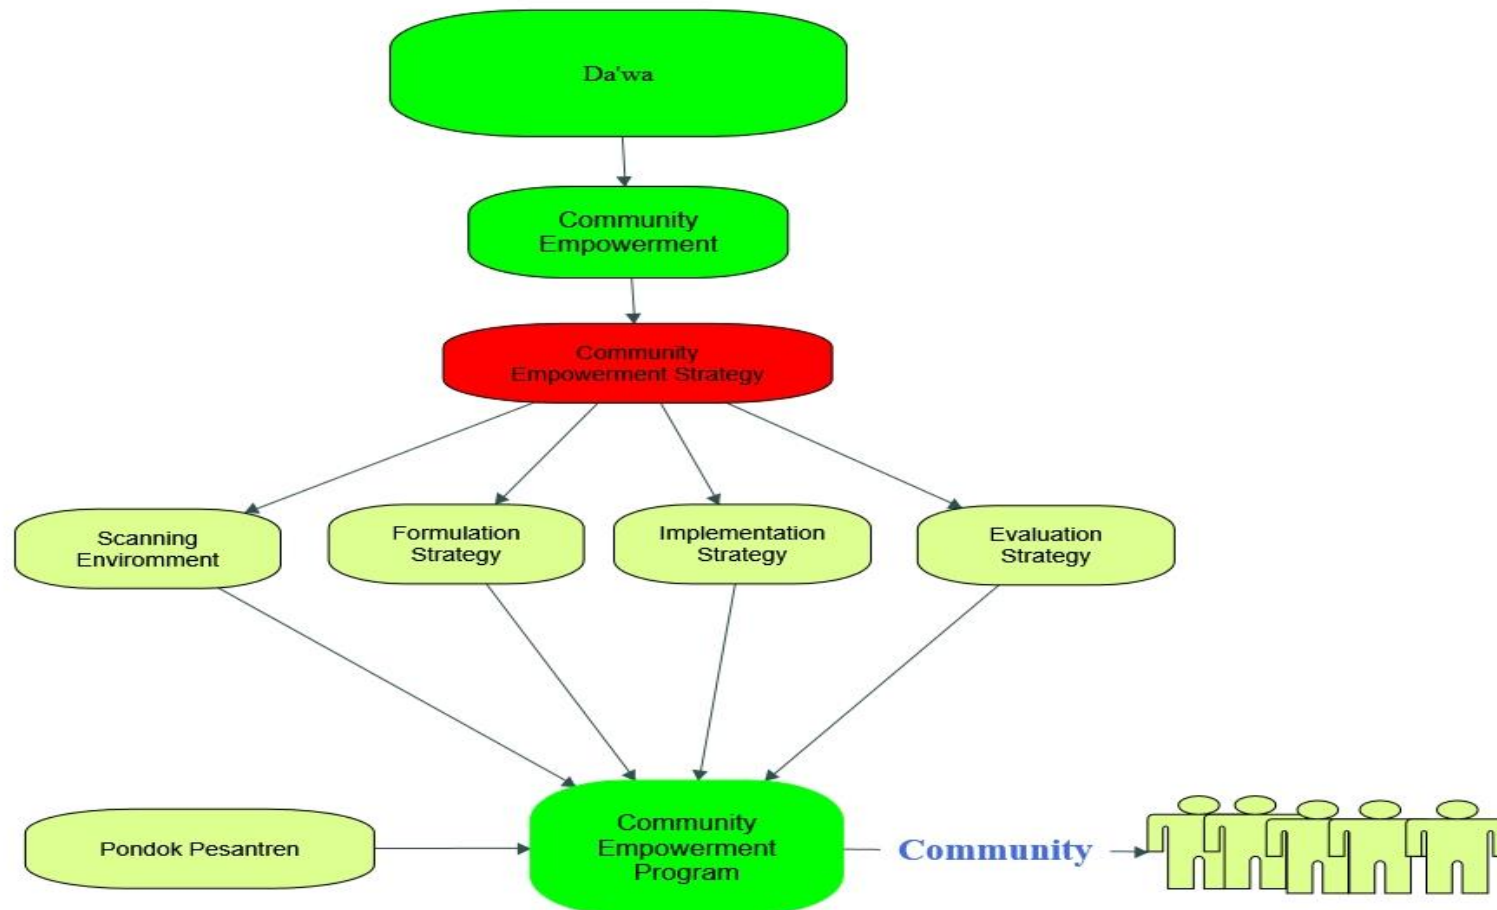 Da'wa
Community
Empowerment
Community
Empowerment Strategy
Scanning
Enviromment
Formulation
Strategy
Implementation
Strategy
Evaluation
Strategy
Pondok Pesantren
Community
Empowerment
Program
Community